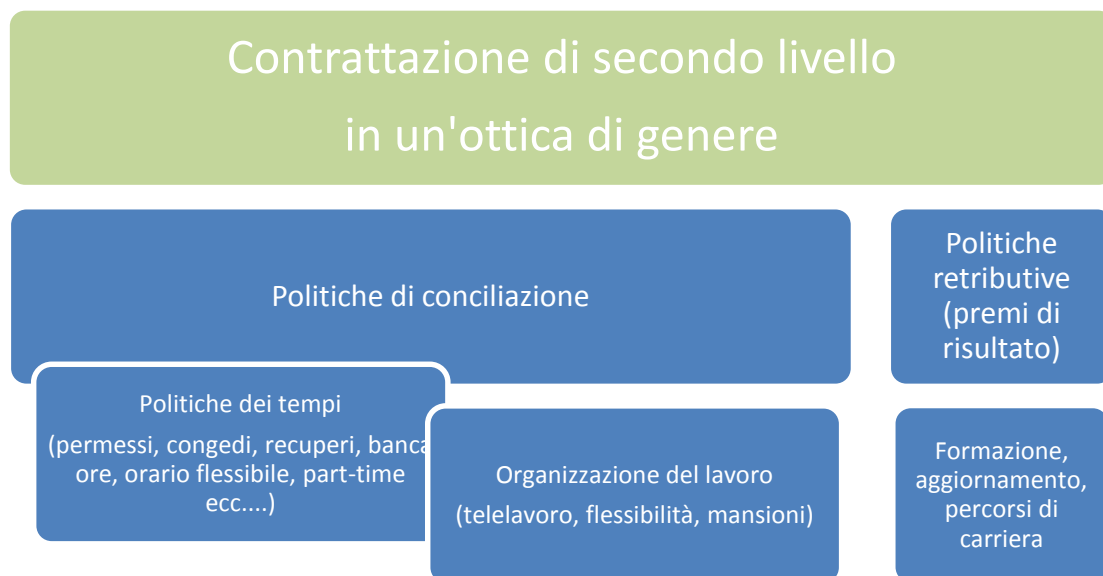 Contrattazione di secondo livello
in un'ottica di genere
Politiche di conciliazione
Politiche
retributive
(premi di
risultato)
Politiche dei tempi
(permessi, congedi, recuperi, banca
ore, orario flessibile, part-time
ecc....)
Organizzazione del lavoro
(telelavoro, flessibilità, mansioni)
Formazione,
aggiornamento,
percorsi di
carriera